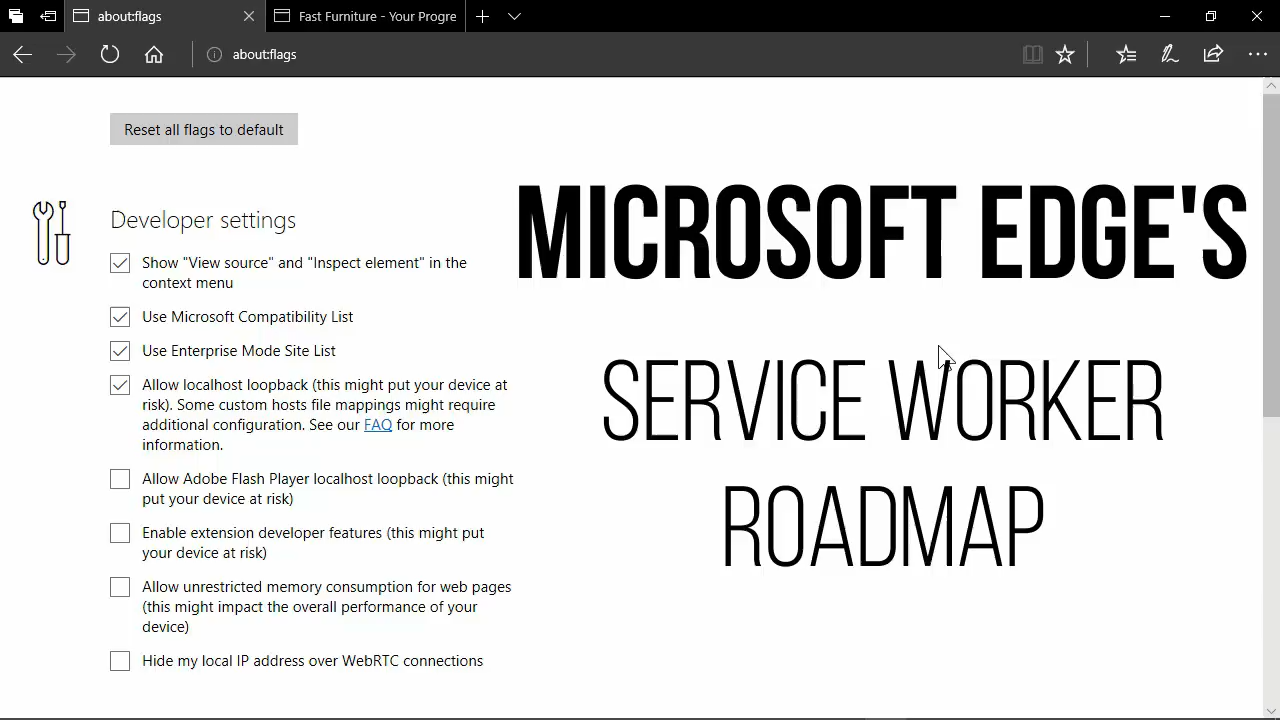 about:flags
Fast Furniture - Your Progre
about:flags
Reset all flags to default
Developer settings
Show "View source" and "Inspect element" in the
context menu
Use Microsoft Compatibility List
Use Enterprise Mode Site List
Allow localhost loopback (this might put your device at
risk). Some custom hosts file mappings might require
additional configuration. See our FAQ for more
information.
Allow Adobe Flash Player localhost loopback (this might
put your device at risk)
Enable extension developer features (this might put
your device at risk)
Allow unrestricted memory consumption for web pages
(this might impact the overall performance of your
device)
Hide my local IP address over WebRTC connections
MICROSOFT EDGE'S
SERVICE WORKER
ROADMAP